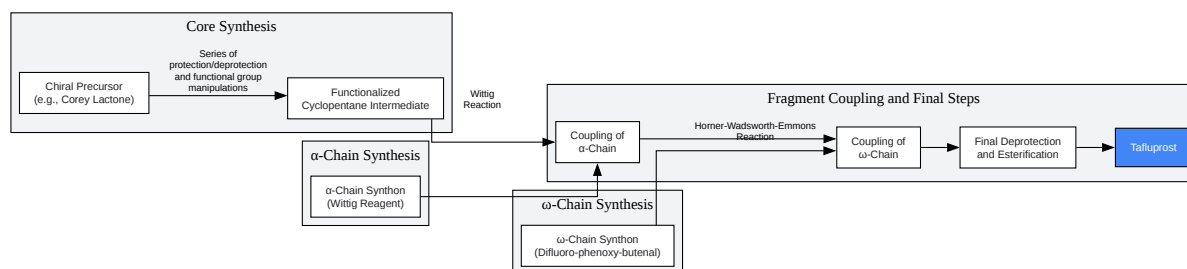 Core Synthesis
Series of
protection/deprotection
and functional group
manipulations
Chiral Precursor
(e.g., Corey Lactone)
Functionalized
Cyclopentane Intermediate
Wittig
Reaction
α-Chain Synthesis
α-Chain Synthon
(Wittig Reagent)
ω-Chain Synthesis
ω-Chain Synthon
(Difluoro-phenoxy-butenal)
Fragment Coupling and Final Steps
Coupling of
α-Chain
Horner-Wadsworth-Emmons
Reaction
Coupling of
ω-Chain
Final Deprotection
and Esterification
Tafluprost